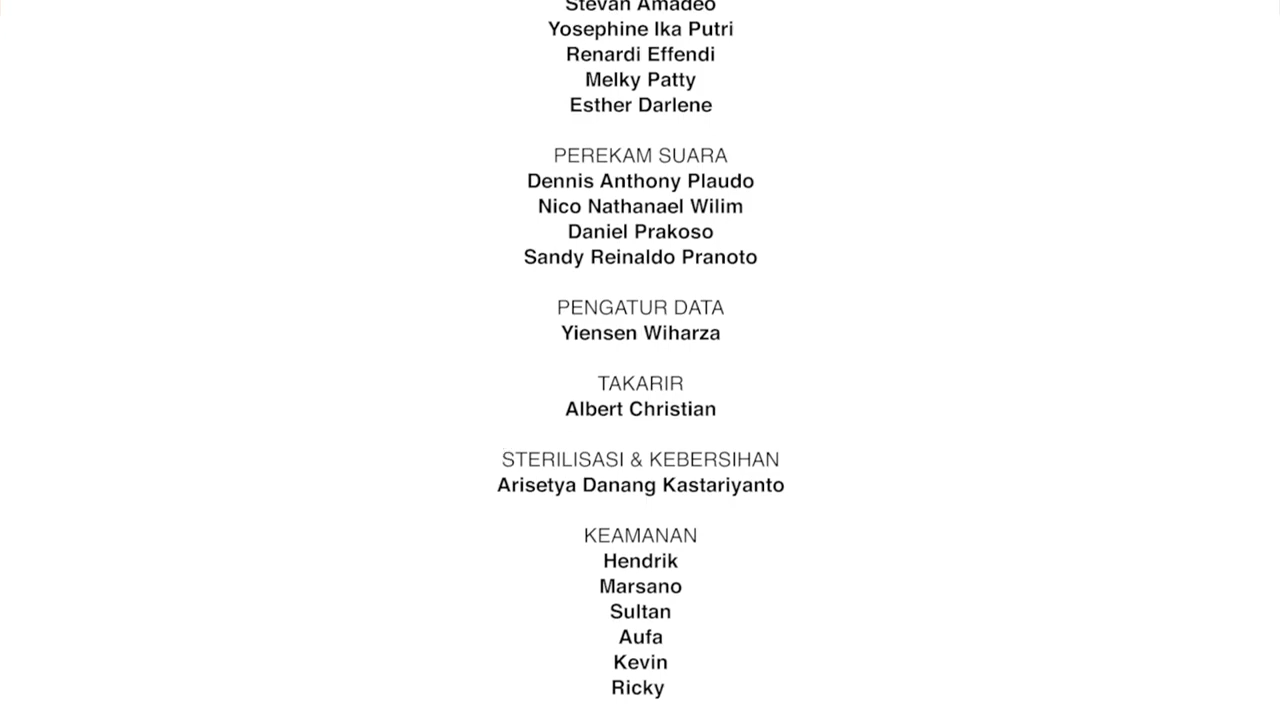 Stevan Amadeo
Yosephine Ika Putri
Renardi Effendi
Melky Patty
Esther Darlene
PEREKAM SUARA
Dennis Anthony Plaudo
Nico Nathanael Wilim
Daniel Prakoso
Sandy Reinaldo Pranoto
PENGATUR DATA
Yiensen Wiharza
TAKARIR
Albert Christian
STERILISASI & KEBERSIHAN
Arisetya Danang Kastariyanto
KEAMANAN
Hendrik
Marsano
Sultan
Aufa
Kevin
Ricky